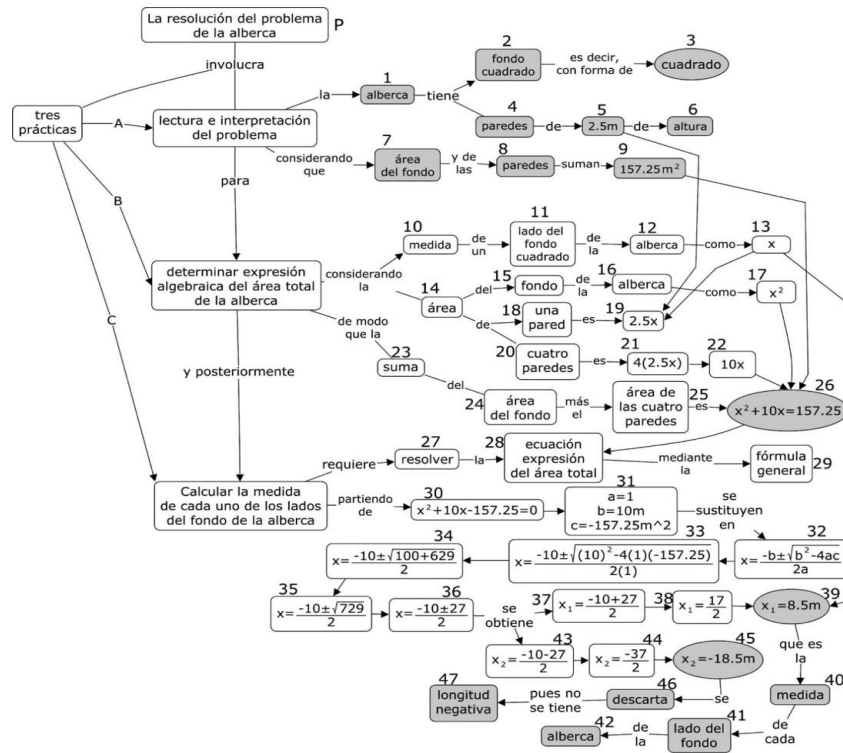 La resolución del problema
de la alberca
P
involucra
tres
prácticas
A
lectura e interpretación
del problema
la
1
alberca
tiene
2
fondo
cuadrado
es decir,
con forma de
3
cuadrado
4
paredes
de
5
2.5m
de
6
altura
considerando
que
7
área
del fondo
y de
las
8
paredes
suman
9
157.25m²
para
B
determinar expresión
algebraica del área total
de la alberca
considerando
la
10
medida
de
un
11
lado del
fondo
cuadrado
de
la
12
alberca
como
13
x
14
área
del
15
fondo
de
la
16
alberca
como
17
x²
de
18
una
pared
es
19
2.5x
20
cuatro
paredes
es
21
4(2.5x)
22
10x
de modo
que la
23
suma
del
24
área
del fondo
más
el
25
área de
las cuatro
paredes
es
26
x²+10x=157.25
C
y posteriormente
Calcular la medida
de cada uno de los lados
del fondo de la alberca
requiere
27
resolver
la
28
ecuación
expresión
del área total
mediante
la
fórmula
general
29
partiendo
de
30
x²+10x-157.25=0
31
a=1
b=10m
c=-157.25m^2
se
sustituyen
en
32
x=-b±√b²-4ac
2a
33
x=-10±√(10)²-4(1)(-157.25)
2(1)
34
x=-10±√100+629
2
35
x=-10±√729
2
36
x=-10±27
2
se
obtiene
37
x₁=-10+27
2
38
x₁=17
2
39
x₁=8.5m
que es
la
40
medida
de
cada
41
lado del
fondo
de
la
42
alberca
43
x₂=-10-27
2
44
x₂=-37
2
45
x₂=-18.5m
se
46
descarta
pues no
se tiene
47
longitud
negativa